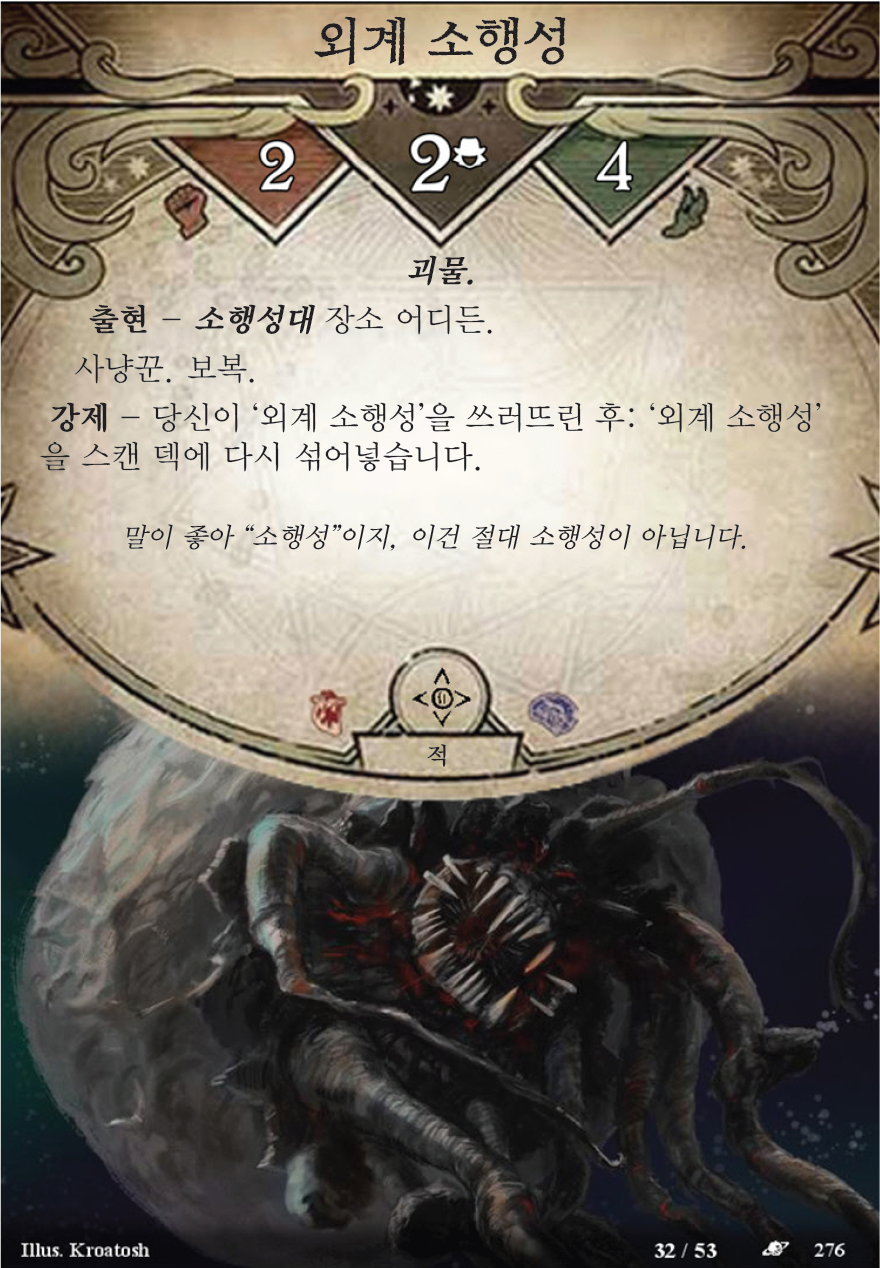 외계 소행성
2 2 4
괴물.
출현 – 소행성대 장소 어디든.
사냥꾼. 보복.
강제 – 당신이 ‘외계 소행성’을 쓰러뜨린 후: ‘외계 소행성’
을 스캔 덱에 다시 섞어넣습니다.
말이 좋아 “소행성”이지, 이건 절대 소행성이 아닙니다.
적
Illus. Kroatosh 32 / 53 276